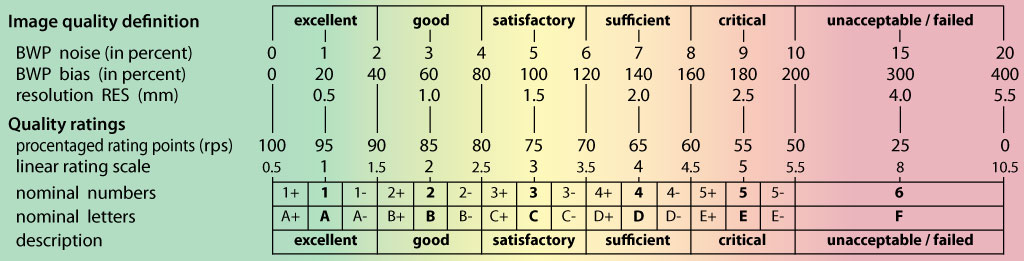 Image quality definition excellent good satisfactory sufficient critical unacceptable / failed
BWP noise (in percent) 0 1 2 3 4 5 6 7 8 9 10 15 20
BWP bias (in percent) 0 20 40 60 80 100 120 140 160 180 200 300 400
resolution RES (mm) 0.5 1.0 1.5 2.0 2.5 4.0 5.5
Quality ratings
procentaged rating points (rps) 100 95 90 85 80 75 70 65 60 55 50 25 0
linear rating scale 0.5 1 1.5 2 2.5 3 3.5 4 4.5 5 5.5 8 10.5
nominal numbers 1+ 1 1- 2+ 2 2- 3+ 3 3- 4+ 4 4- 5+ 5 5- 6
nominal letters A+ A A- B+ B B- C+ C C- D+ D D- E+ E E- F
description excellent good satisfactory sufficient critical unacceptable / failed